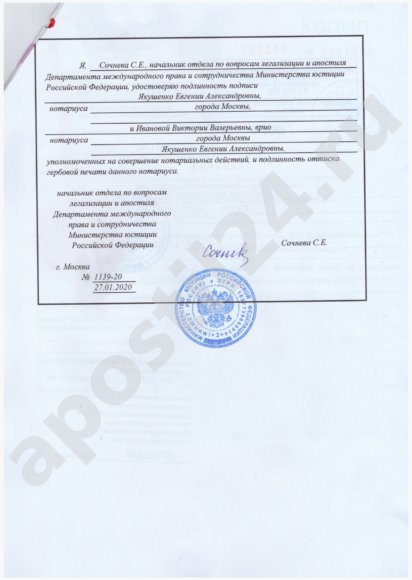 Я, Сочнева С.Е., начальник отдела по вопросам легализации и апостиля
Департамента международного права и сотрудничества Министерства юстиции
Российской Федерации, удостоверяю подлинность подписи
Якушенко Евгении Александровны,
нотариуса города Москвы,
и Ивановой Виктории Валерьевны, врио
нотариуса города Москвы
Якушенко Евгении Александровны,
уполномоченных на совершение нотариальных действий, и подлинность оттиска
гербовой печати данного нотариуса.
начальник отдела по вопросам
легализации и апостиля
Департамента международного
права и сотрудничества
Министерства юстиции
Российской Федерации
Сочнева С.Е.
г. Москва
№ 1139-20
27.01.2020
apostil24.ru